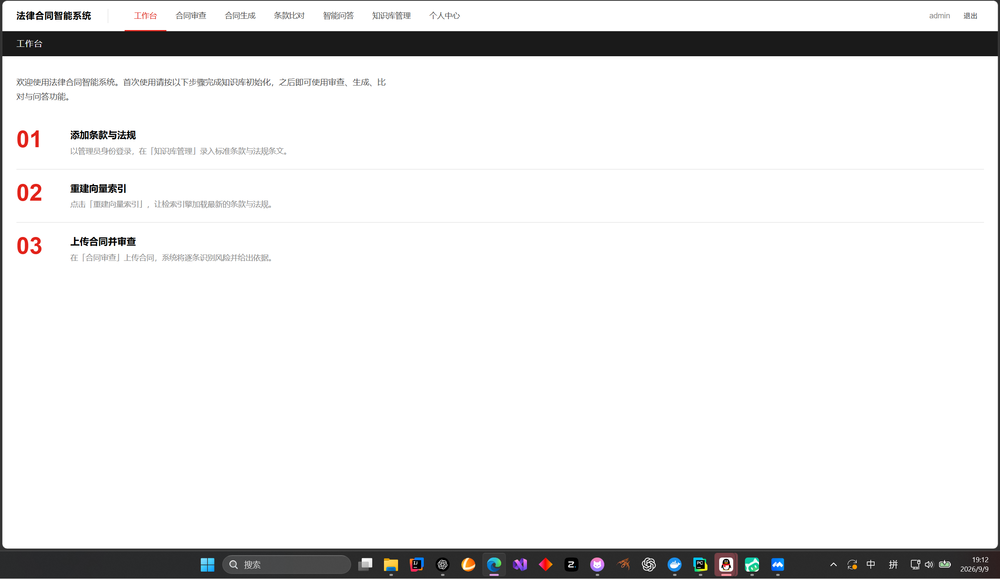 法律合同智能系统
工作台 合同审查 合同生成 条款比对 智能问答 知识库管理 个人中心
admin 退出
工作台
欢迎使用法律合同智能系统。首次使用请按以下步骤完成知识库初始化，之后即可使用审查、生成、比
对与问答功能。
01
添加条款与法规
以管理员身份登录，在「知识库管理」录入标准条款与法规条文。
02
重建向量索引
点击「重建向量索引」，让检索引擎加载最新的条款与法规。
03
上传合同并审查
在「合同审查」上传合同，系统将逐条识别风险并给出依据。
搜索
IJ
Z.
PC
中 拼
19:12
2026/9/9